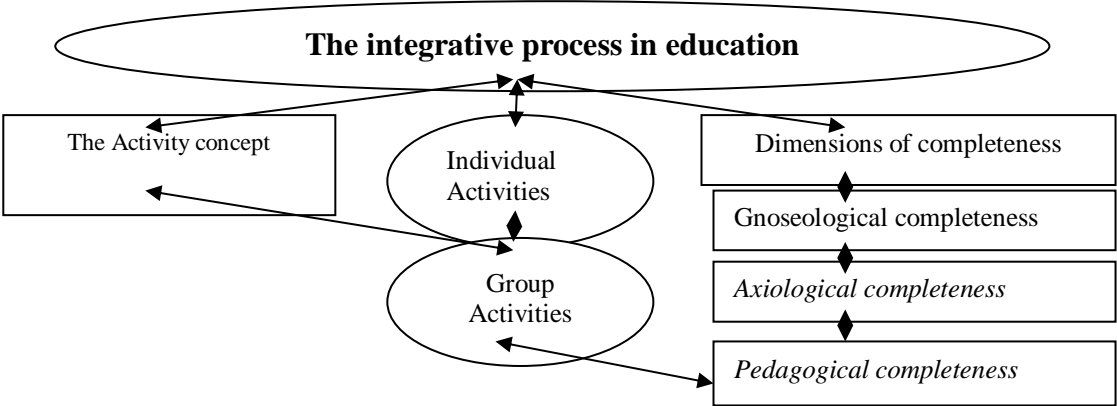 The integrative process in education
The Activity concept
Individual
Activities
Group
Activities
Dimensions of completeness
Gnoseological completeness
Axiological completeness
Pedagogical completeness